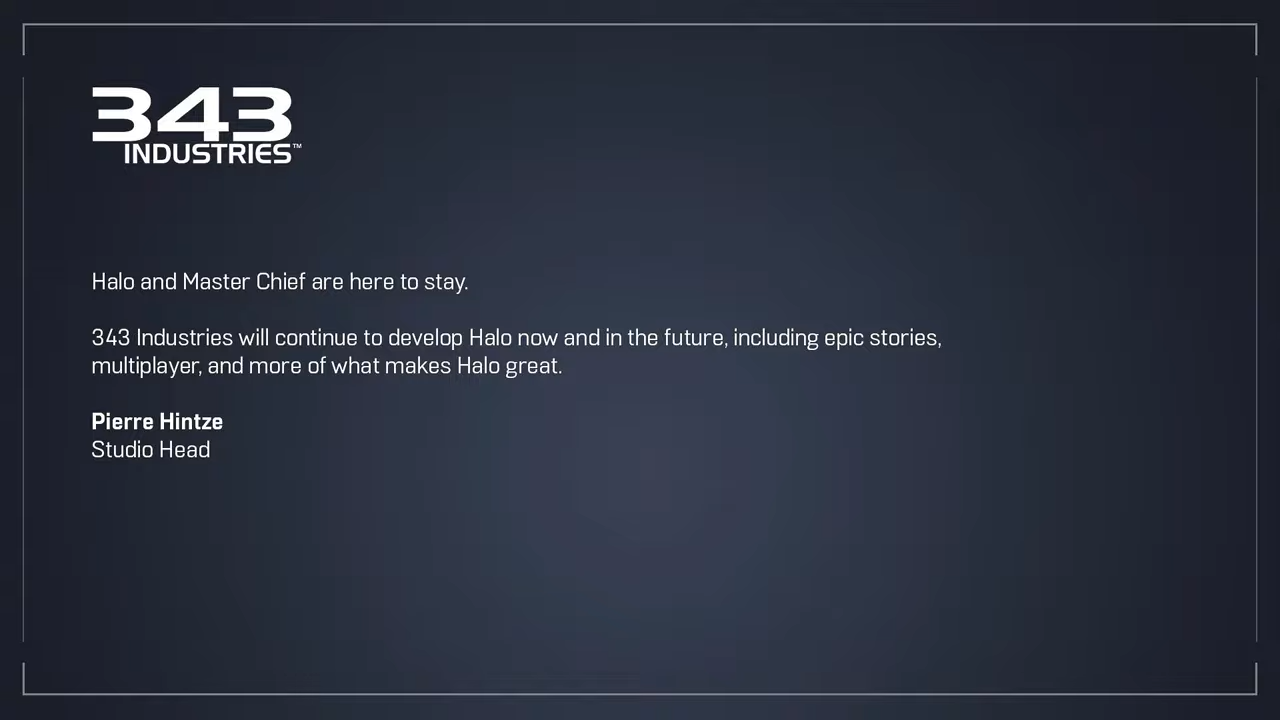 343
INDUSTRIES™
Halo and Master Chief are here to stay.
343 Industries will continue to develop Halo now and in the future, including epic stories,
multiplayer, and more of what makes Halo great.
Pierre Hintze
Studio Head